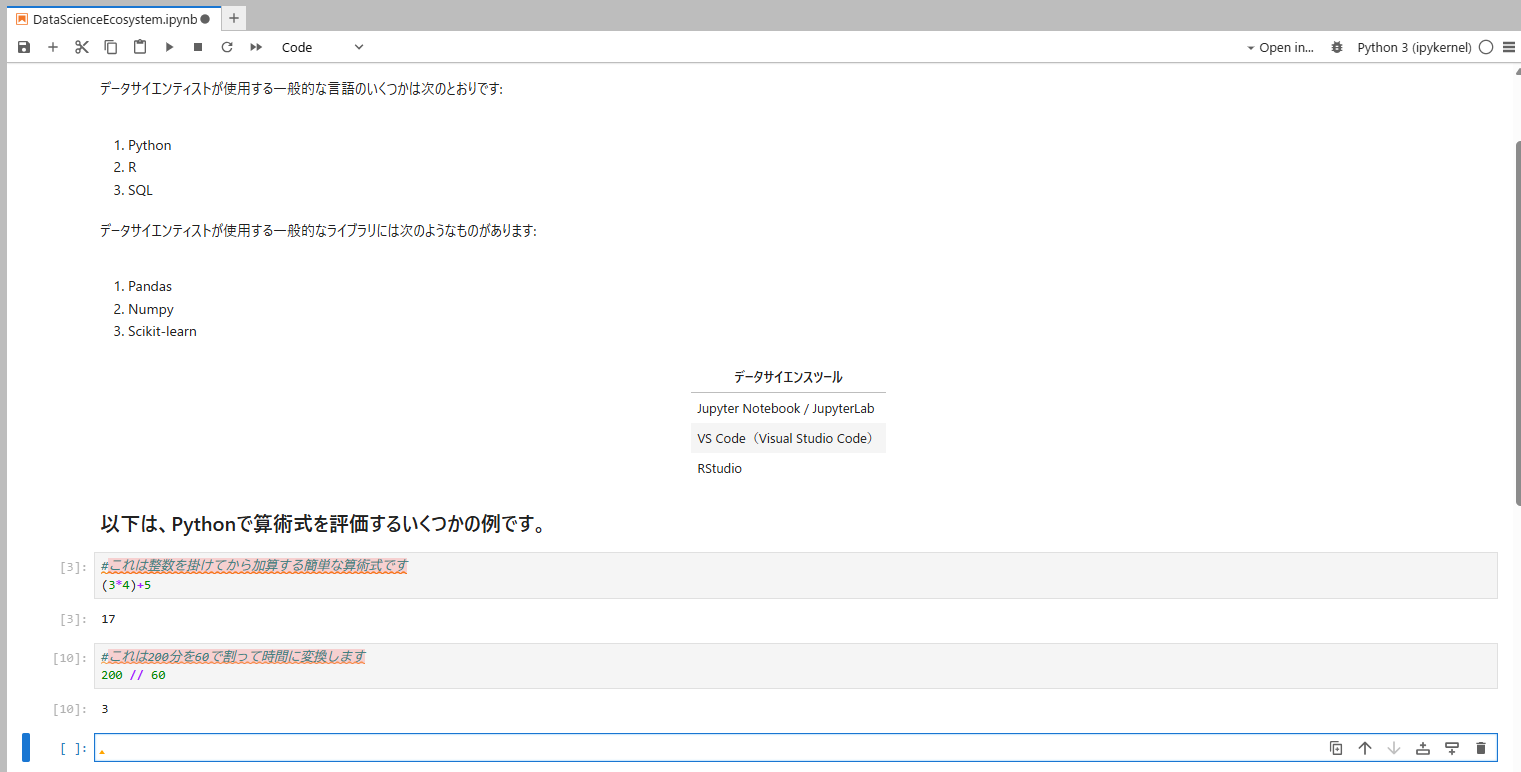 DataScienceEcosystem.ipynb
Code
Open in...
Python 3 (ipykernel)
データサイエンティストが使用する一般的な言語のいくつかは次のとおりです:
1. Python
2. R
3. SQL
データサイエンティストが使用する一般的なライブラリには次のようなものがあります:
1. Pandas
2. Numpy
3. Scikit-learn
データサイエンスツール
Jupyter Notebook / JupyterLab
VS Code（Visual Studio Code）
RStudio
以下は、Pythonで算術式を評価するいくつかの例です。
[3]: #これは整数を掛けてから加算する簡単な算術式です
(3*4)+5
[3]: 17
[10]: #これは200分を60で割って時間に変換します
200 // 60
[10]: 3
[ ]: